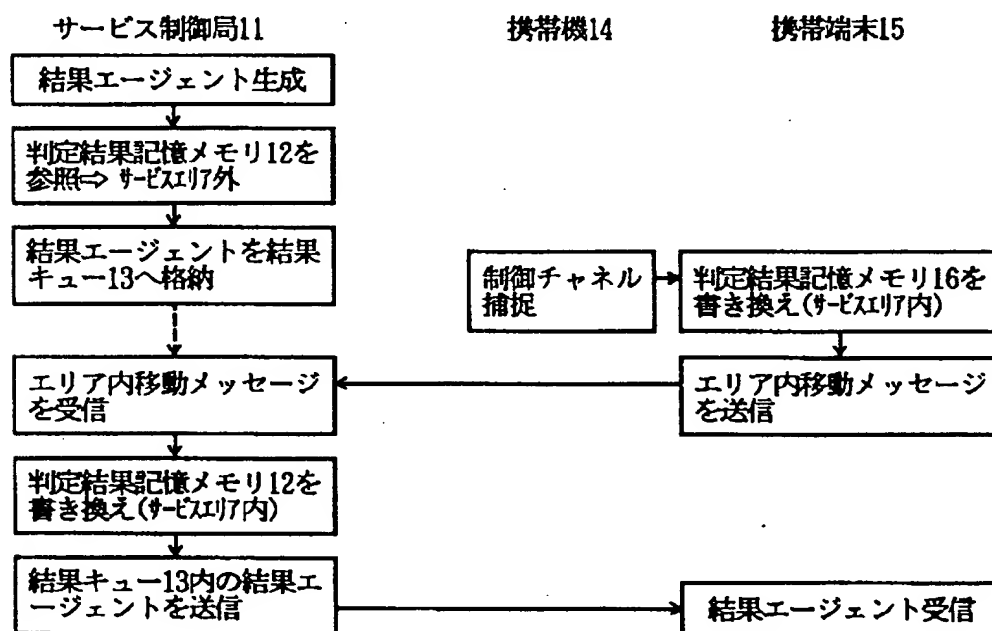 サービス制御局11
携帯機14
携帯端末15
結果エージェント生成
判定結果記憶メモリ12を
参照⇒ サービスエリア外
結果エージェントを結果
キュー13へ格納
制御チャネル
捕捉
判定結果記憶メモリ16を
書き換え(サービスエリア内)
エリア内移動メッセージ
を受信
エリア内移動メッセージ
を送信
判定結果記憶メモリ12を
書き換え(サービスエリア内)
結果キュー13内の結果エ
ージェントを送信
結果エージェント受信